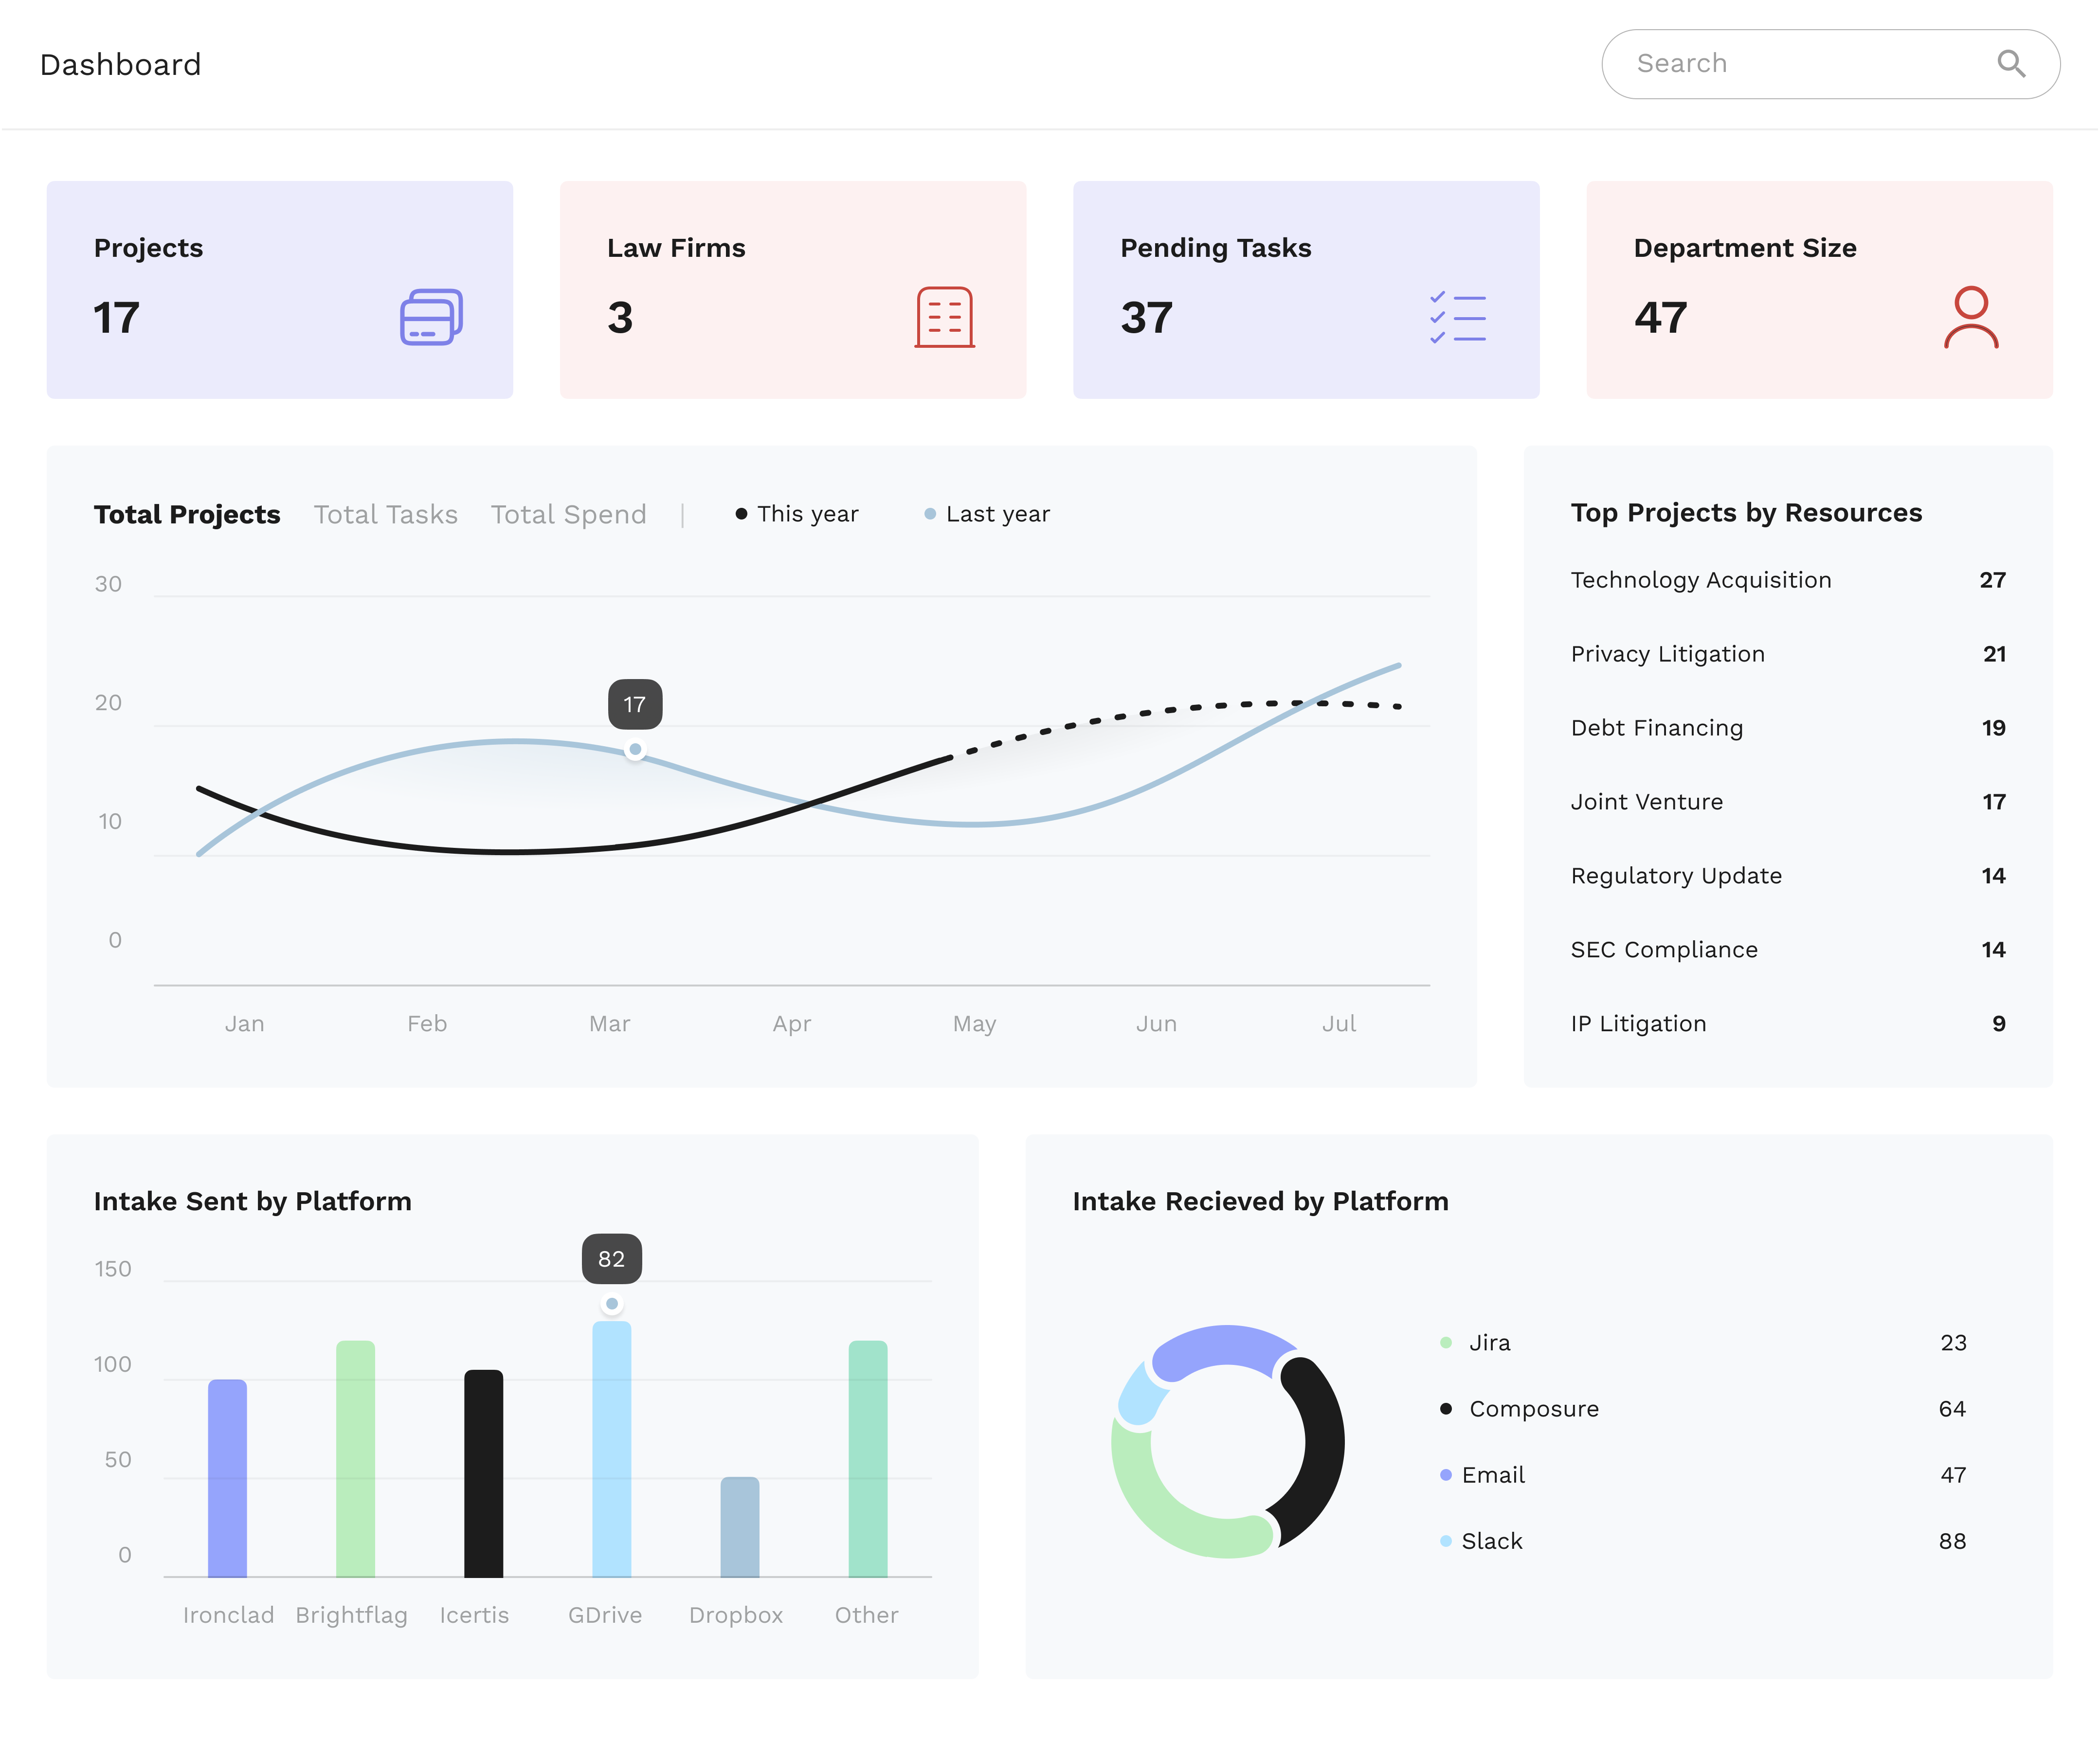 Dashboard
Search
Projects
17
Law Firms
3
Pending Tasks
37
Department Size
47
Total Projects Total Tasks Total Spend | This year Last year
30
20
10
0
17
Jan Feb Mar Apr May Jun Jul
Top Projects by Resources
Technology Acquisition 27
Privacy Litigation 21
Debt Financing 19
Joint Venture 17
Regulatory Update 14
SEC Compliance 14
IP Litigation 9
Intake Sent by Platform
82
150
100
50
0
Ironclad Brightflag Icertis GDrive Dropbox Other
Intake Recieved by Platform
Jira 23
Composure 64
Email 47
Slack 88